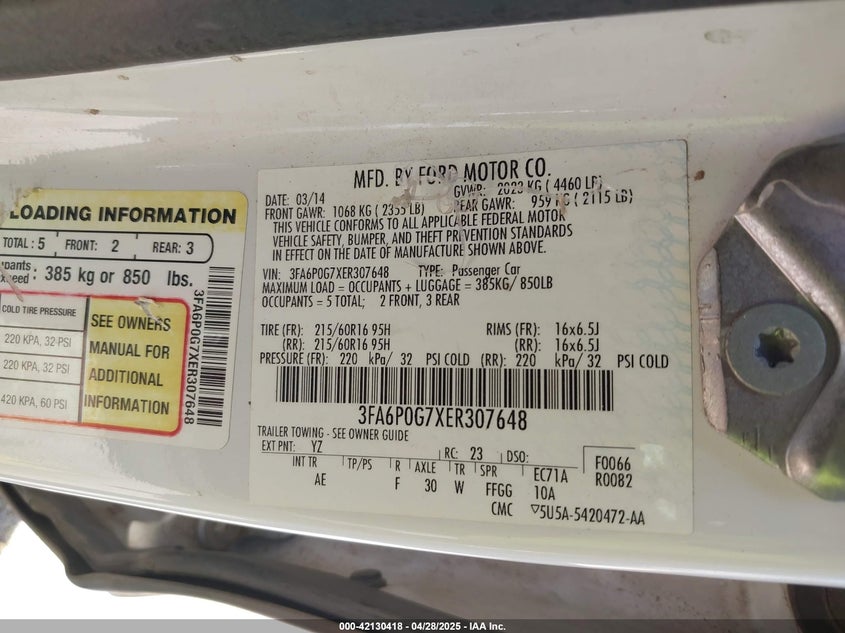 LOADING INFORMATION
TOTAL: 5 FRONT: 2 REAR: 3
385 kg or 850 lbs.
COLD TIRE PRESSURE
220 KPA, 32 PSI
220 KPA, 32 PSI
420 KPA, 60 PSI
SEE OWNERS
MANUAL FOR
ADDITIONAL
INFORMATION
3FA6P0G7XER307648
MFD. BY FORD MOTOR CO.
DATE: 03/14 GVWR: 2023 KG ( 4460 LB)
FRONT GAWR: 1068 KG ( 2355 LB) REAR GAWR: 959 KG ( 2115 LB)
THIS VEHICLE CONFORMS TO ALL APPLICABLE FEDERAL MOTOR
VEHICLE SAFETY, BUMPER, AND THEFT PREVENTION STANDARDS
IN EFFECT ON THE DATE OF MANUFACTURE SHOWN ABOVE.
VIN: 3FA6P0G7XER307648 TYPE: Passenger Car
MAXIMUM LOAD = OCCUPANTS + LUGGAGE = 385KG/ 850LB
OCCUPANTS = 5 TOTAL; 2 FRONT, 3 REAR
TIRE (FR): 215/60R16 95H RIMS (FR): 16x6.5J
(RR): 215/60R16 95H (RR): 16x6.5J
PRESSURE (FR): 220 kPa/ 32 PSI COLD (RR): 220 kPa/ 32 PSI COLD
3FA6P0G7XER307648
TRAILER TOWING - SEE OWNER GUIDE
EXT PNT: YZ RC: 23 DSO: F0066
INT TR TP/PS R AXLE TR SPR EC71A R0082
AE F 30 W FFGG 10A
CMC ▽5U5A-5420472-AA
000-42130418 - 04/28/2025 - IAA Inc.